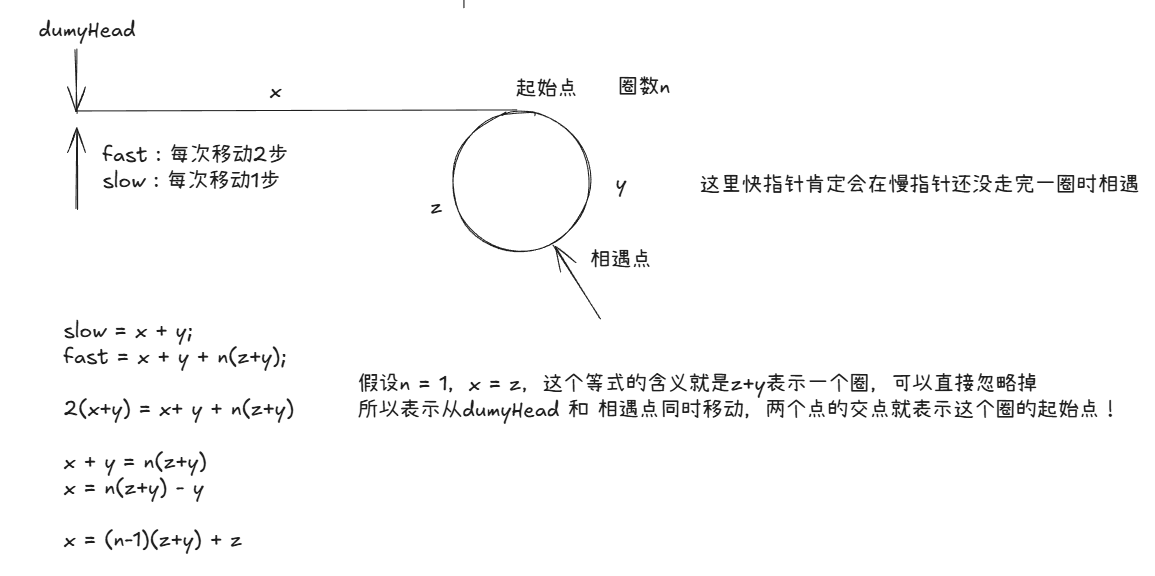 dumyHead
x
起始点
圈数n
fast：每次移动2步
slow：每次移动1步
y
这里快指针肯定会在慢指针还没走完一圈时相遇
z
相遇点
slow = x + y;
fast = x + y + n(z+y);
假设n = 1，x = z，这个等式的含义就是z+y表示一个圈，可以直接忽略掉
2(x+y) = x+ y + n(z+y)
所以表示从dumyHead 和 相遇点同时移动，两个点的交点就表示这个圈的起始点！
x + y = n(z+y)
x = n(z+y) - y
x = (n-1)(z+y) + z